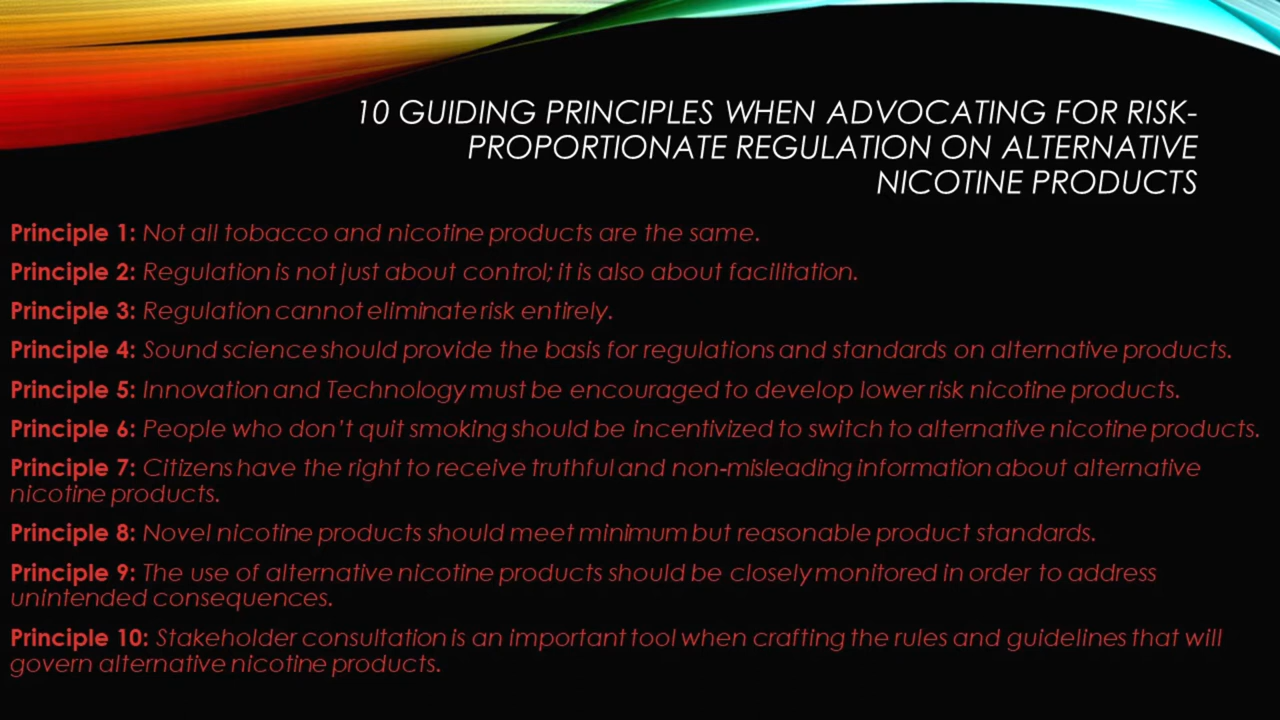 10 GUIDING PRINCIPLES WHEN ADVOCATING FOR RISK-
PROPORTIONATE REGULATION ON ALTERNATIVE
NICOTINE PRODUCTS
Principle 1: Not all tobacco and nicotine products are the same.
Principle 2: Regulation is not just about control; it is also about facilitation.
Principle 3: Regulation cannot eliminate risk entirely.
Principle 4: Sound science should provide the basis for regulations and standards on alternative products.
Principle 5: Innovation and Technology must be encouraged to develop lower risk nicotine products.
Principle 6: People who don't quit smoking should be incentivized to switch to alternative nicotine products.
Principle 7: Citizens have the right to receive truthful and non-misleading information about alternative
nicotine products.
Principle 8: Novel nicotine products should meet minimum but reasonable product standards.
Principle 9: The use of alternative nicotine products should be closely monitored in order to address
unintended consequences.
Principle 10: Stakeholder consultation is an important tool when crafting the rules and guidelines that will
govern alternative nicotine products.